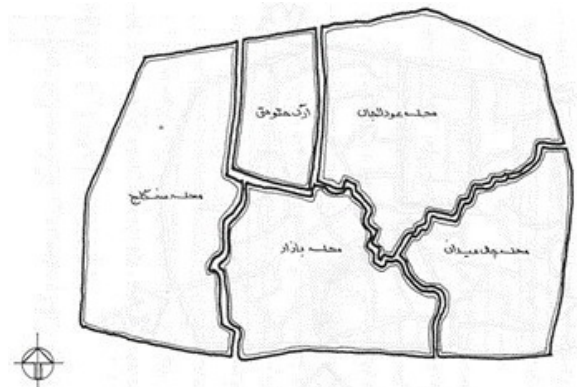 محله عودلاجان
ارگ حکومتی
محله سنگلج
محله چال میدان
محله بازار